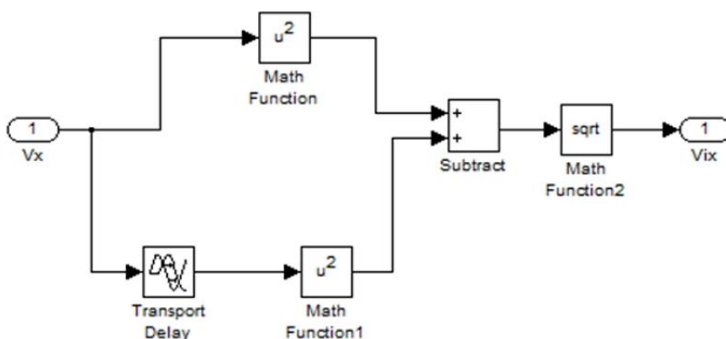 u²
Math
Function
1
Vx
+
+
Subtract
sqrt
Math
Function2
1
Vix
Transport
Delay
u²
Math
Function1